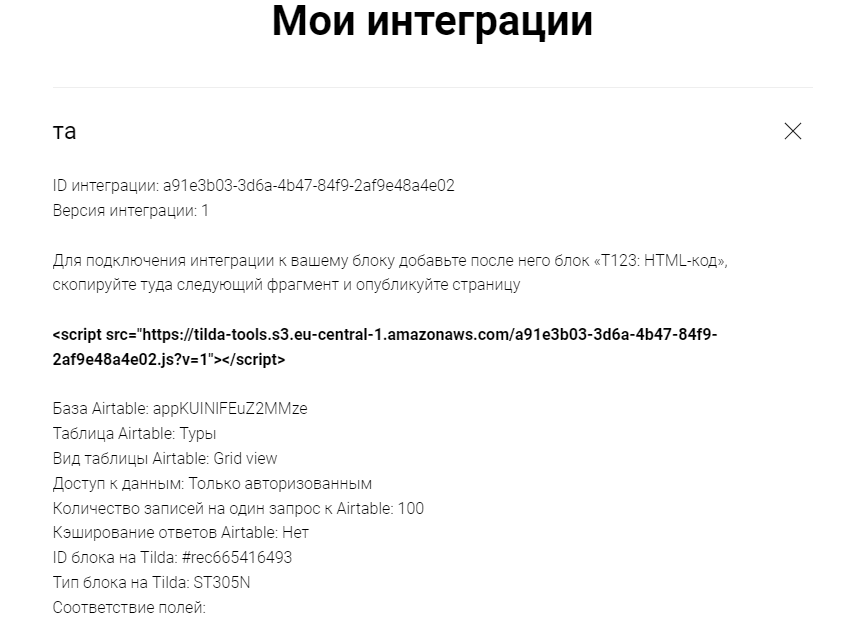 Мои интеграции
та
ID интеграции: a91e3b03-3d6a-4b47-84f9-2af9e48a4e02
Версия интеграции: 1
Для подключения интеграции к вашему блоку добавьте после него блок «T123: HTML-код»,
скопируйте туда следующий фрагмент и опубликуйте страницу
<script src="https://tilda-tools.s3.eu-central-1.amazonaws.com/a91e3b03-3d6a-4b47-84f9-
2af9e48a4e02.js?v=1"></script>
База Airtable: appKUINIFEuZ2MMze
Таблица Airtable: Туры
Вид таблицы Airtable: Grid view
Доступ к данным: Только авторизованным
Количество записей на один запрос к Airtable: 100
Кэширование ответов Airtable: Нет
ID блока на Tilda: #rec665416493
Тип блока на Tilda: ST305N
Соответствие полей: